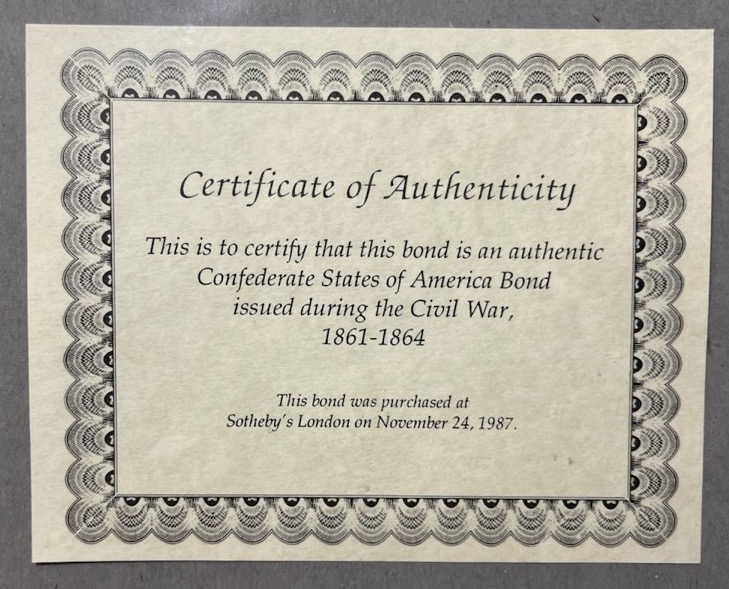 Certificate of Authenticity
This is to certify that this bond is an authentic
Confederate States of America Bond
issued during the Civil War,
1861-1864
This bond was purchased at
Sotheby's London on November 24, 1987.